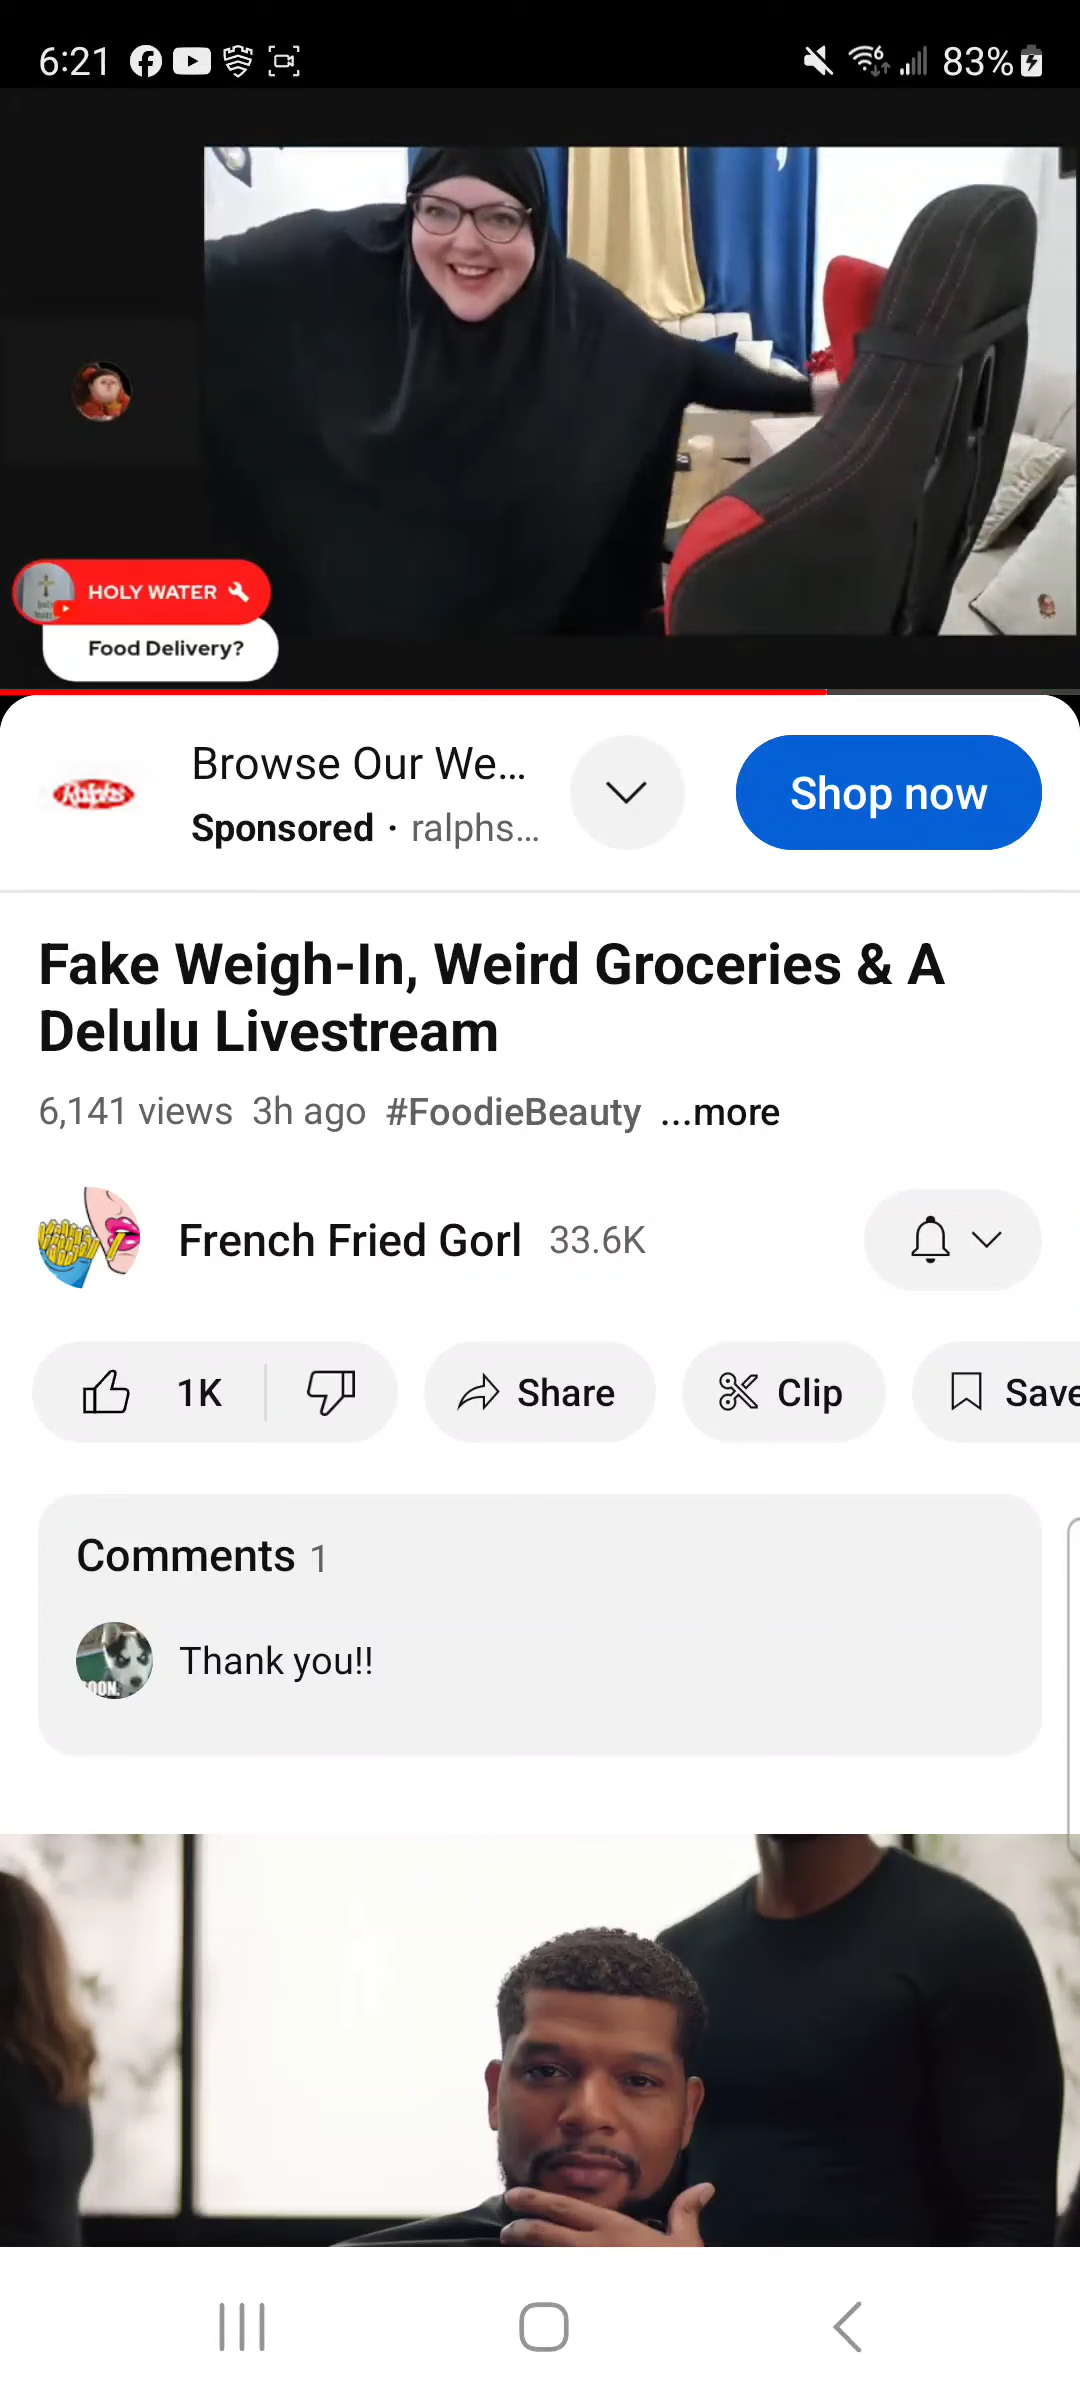 6:21
6
83%
HOLY WATER
Food Delivery?
Ralphs
Browse Our We...
Sponsored · ralphs...
Shop now
Fake Weigh-In, Weird Groceries & A
Delulu Livestream
6,141 views 3h ago #FoodieBeauty ...more
French Fried Gorl 33.6K
1K
Share
Clip
Save
Comments 1
Thank you!!